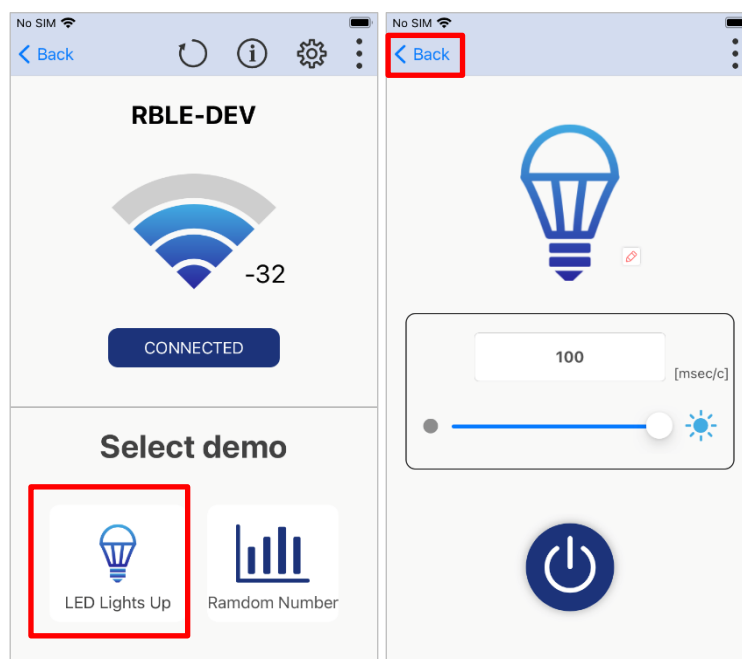 No SIM
Back
RBLE-DEV
-32
CONNECTED
Select demo
LED Lights Up
Ramdom Number
No SIM
Back
100
[msec/c]